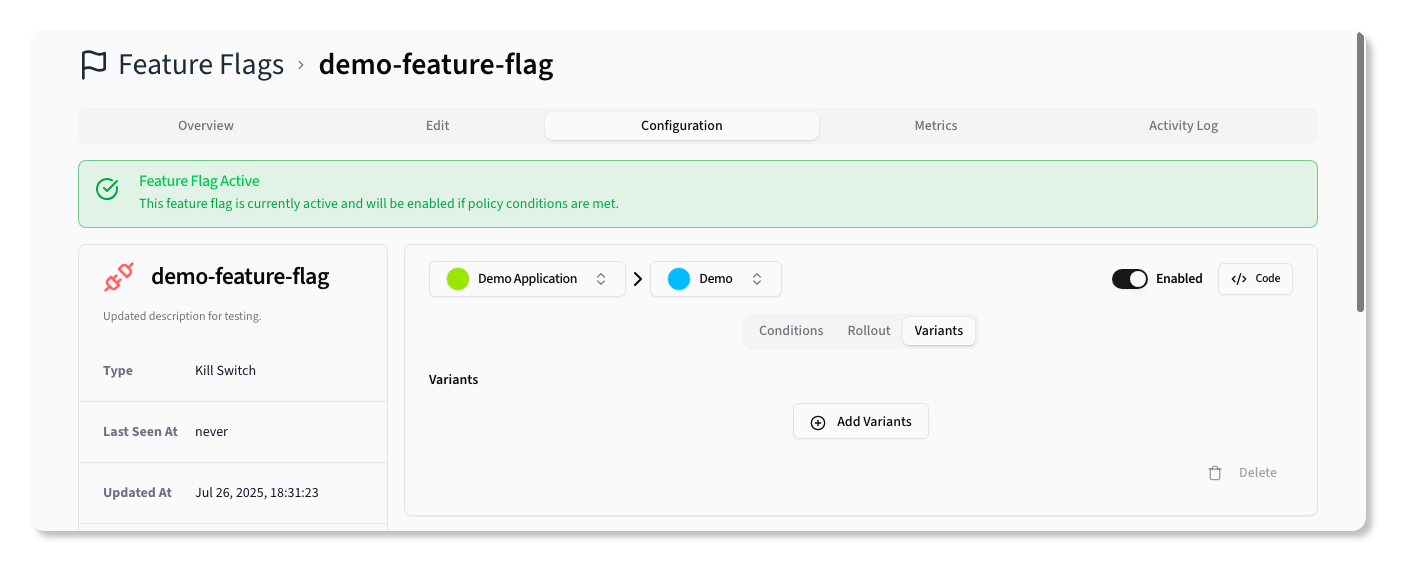 Feature Flags › demo-feature-flag
Overview Edit Configuration Metrics Activity Log
Feature Flag Active
This feature flag is currently active and will be enabled if policy conditions are met.
demo-feature-flag
Updated description for testing.
Type Kill Switch
Last Seen At never
Updated At Jul 26, 2025, 18:31:23
Demo Application Demo Enabled </> Code
Conditions Rollout Variants
Variants
Add Variants
Delete